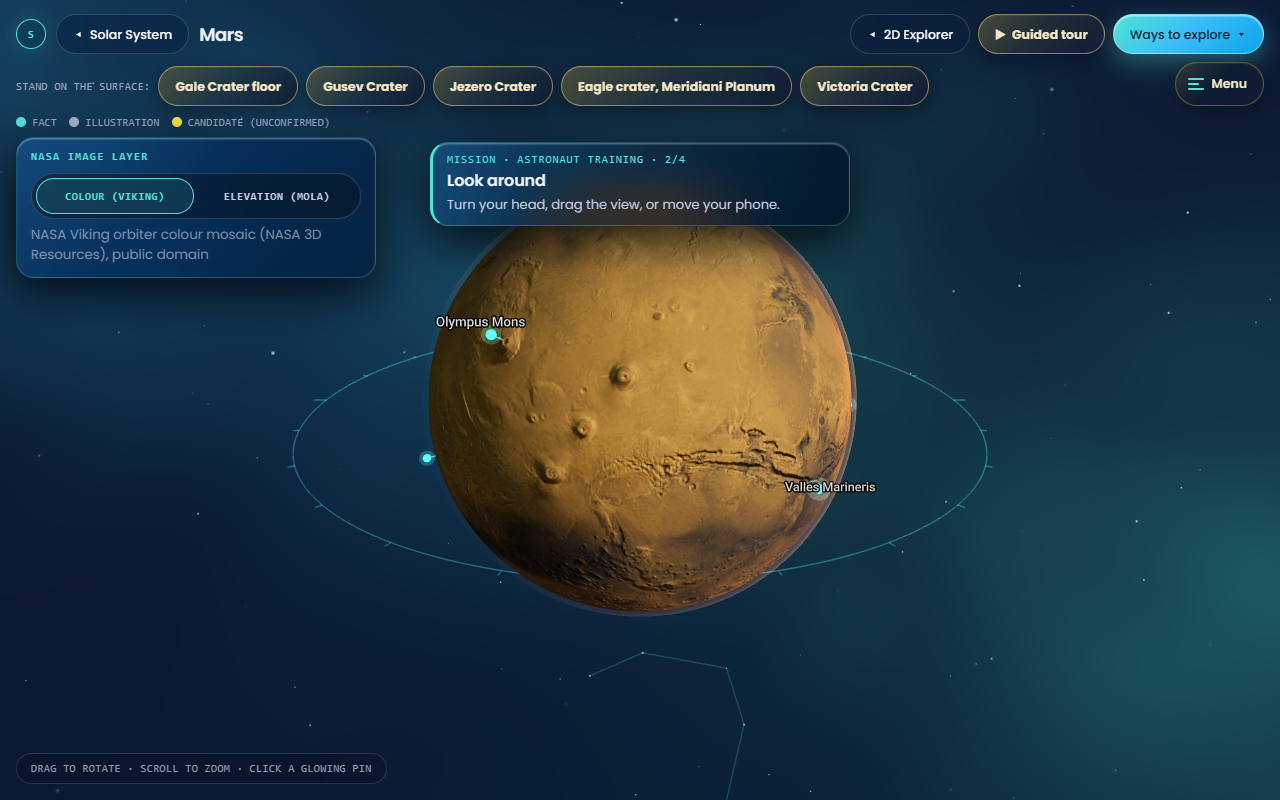 S
Solar System
Mars
2D Explorer
Guided tour
Ways to explore
STAND ON THE SURFACE:
Gale Crater floor
Gusev Crater
Jezero Crater
Eagle crater, Meridiani Planum
Victoria Crater
Menu
FACT
ILLUSTRATION
CANDIDATE (UNCONFIRMED)
NASA IMAGE LAYER
COLOUR (VIKING)
ELEVATION (MOLA)
NASA Viking orbiter colour mosaic (NASA 3D
Resources), public domain
MISSION · ASTRONAUT TRAINING · 2/4
Look around
Turn your head, drag the view, or move your phone.
Olympus Mons
Valles Marineris
DRAG TO ROTATE · SCROLL TO ZOOM · CLICK A GLOWING PIN